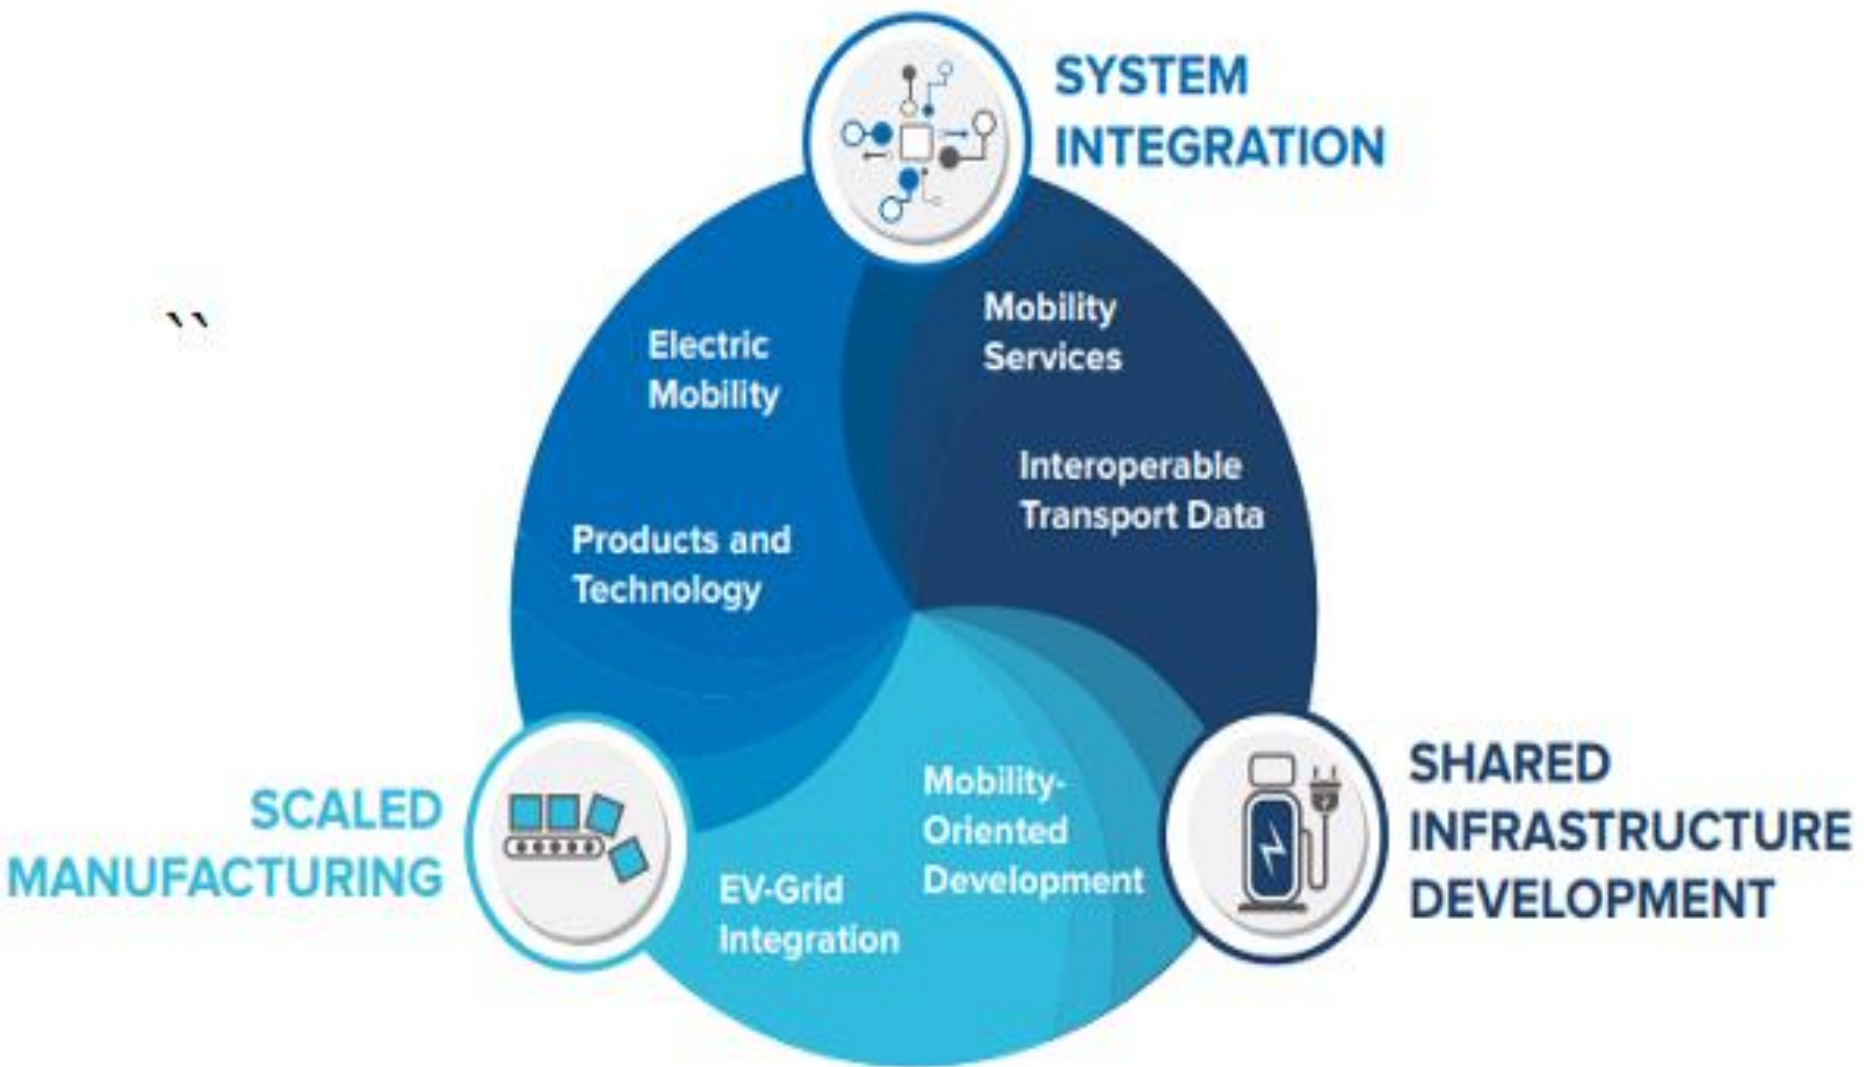 SYSTEM
INTEGRATION
Mobility
Services
Electric
Mobility
Interoperable
Transport Data
Products and
Technology
SHARED
INFRASTRUCTURE
DEVELOPMENT
Mobility-
Oriented
Development
SCALED
MANUFACTURING
EV-Grid
Integration
``